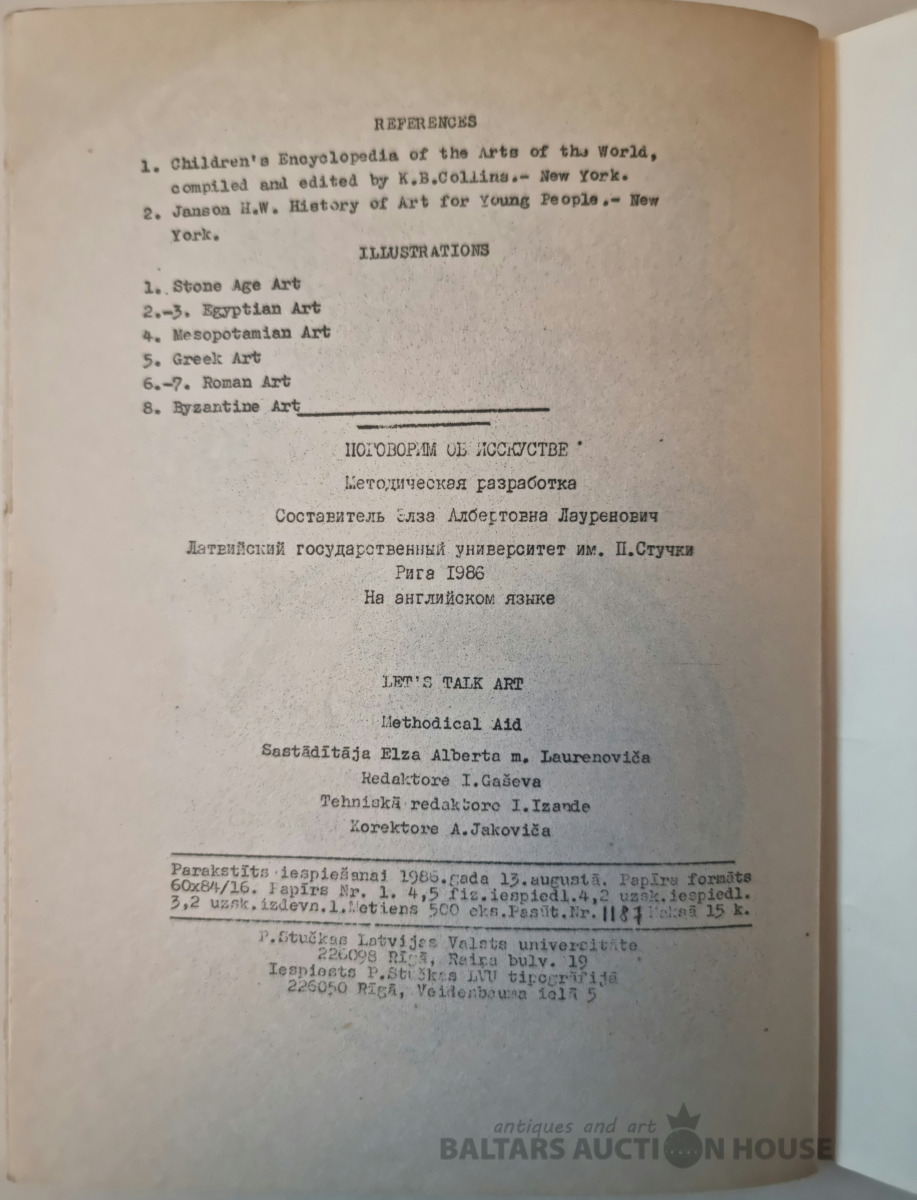 REFERENCES
1. Children's Encyclopedia of the Arts of the World,
compiled and edited by K.B.Collins.- New York.
2. Janson H.W. History of Art for Young People.- New
York.
ILLUSTRATIONS
1. Stone Age Art
2.-3. Egyptian Art
4. Mesopotamian Art
5. Greek Art
6.-7. Roman Art
8. Byzantine Art
ПОГОВОРИМ ОБ ИССКУСТВЕ
Методическая разработка
Составитель Элза Албертовна Лауренович
Латвийский государственный университет им. П.Стучки
Рига 1986
На английском языке
LET'S TALK ART
Methodical Aid
Sastādītāja Elza Alberta m. Laurenoviča
Redaktore I.Gaševa
Tehniskā redaktore I.Izande
Korektore A.Jakoviča
Parakstīts iespiešanai 1986.gada 13.augustā. Papīra formāts
60x84/16. Papīrs Nr. 1. 4,5 fiz.iespiedl.4,2 uzsk.iespiedl.
3,2 uzsk.izdevn.l.Metiens 500 eks.Pasūt.Nr.1187 Maksā 15 k.
P.Stučkas Latvijas Valsts universitāte
226098 Rīgā, Raiņa bulv. 19
Iespiests P.Stučkas LVU tipogrāfijā
226050 Rīgā, Veidenbauma ielā 5
antiques and art
BALTARS AUCTION HOUSE